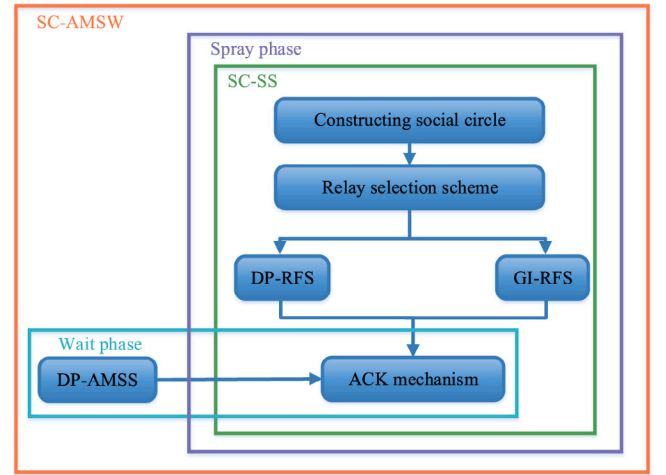 SC-AMSW
Spray phase
SC-SS
Constructing social circle
Relay selection scheme
DP-RFS
GI-RFS
Wait phase
DP-AMSS
ACK mechanism